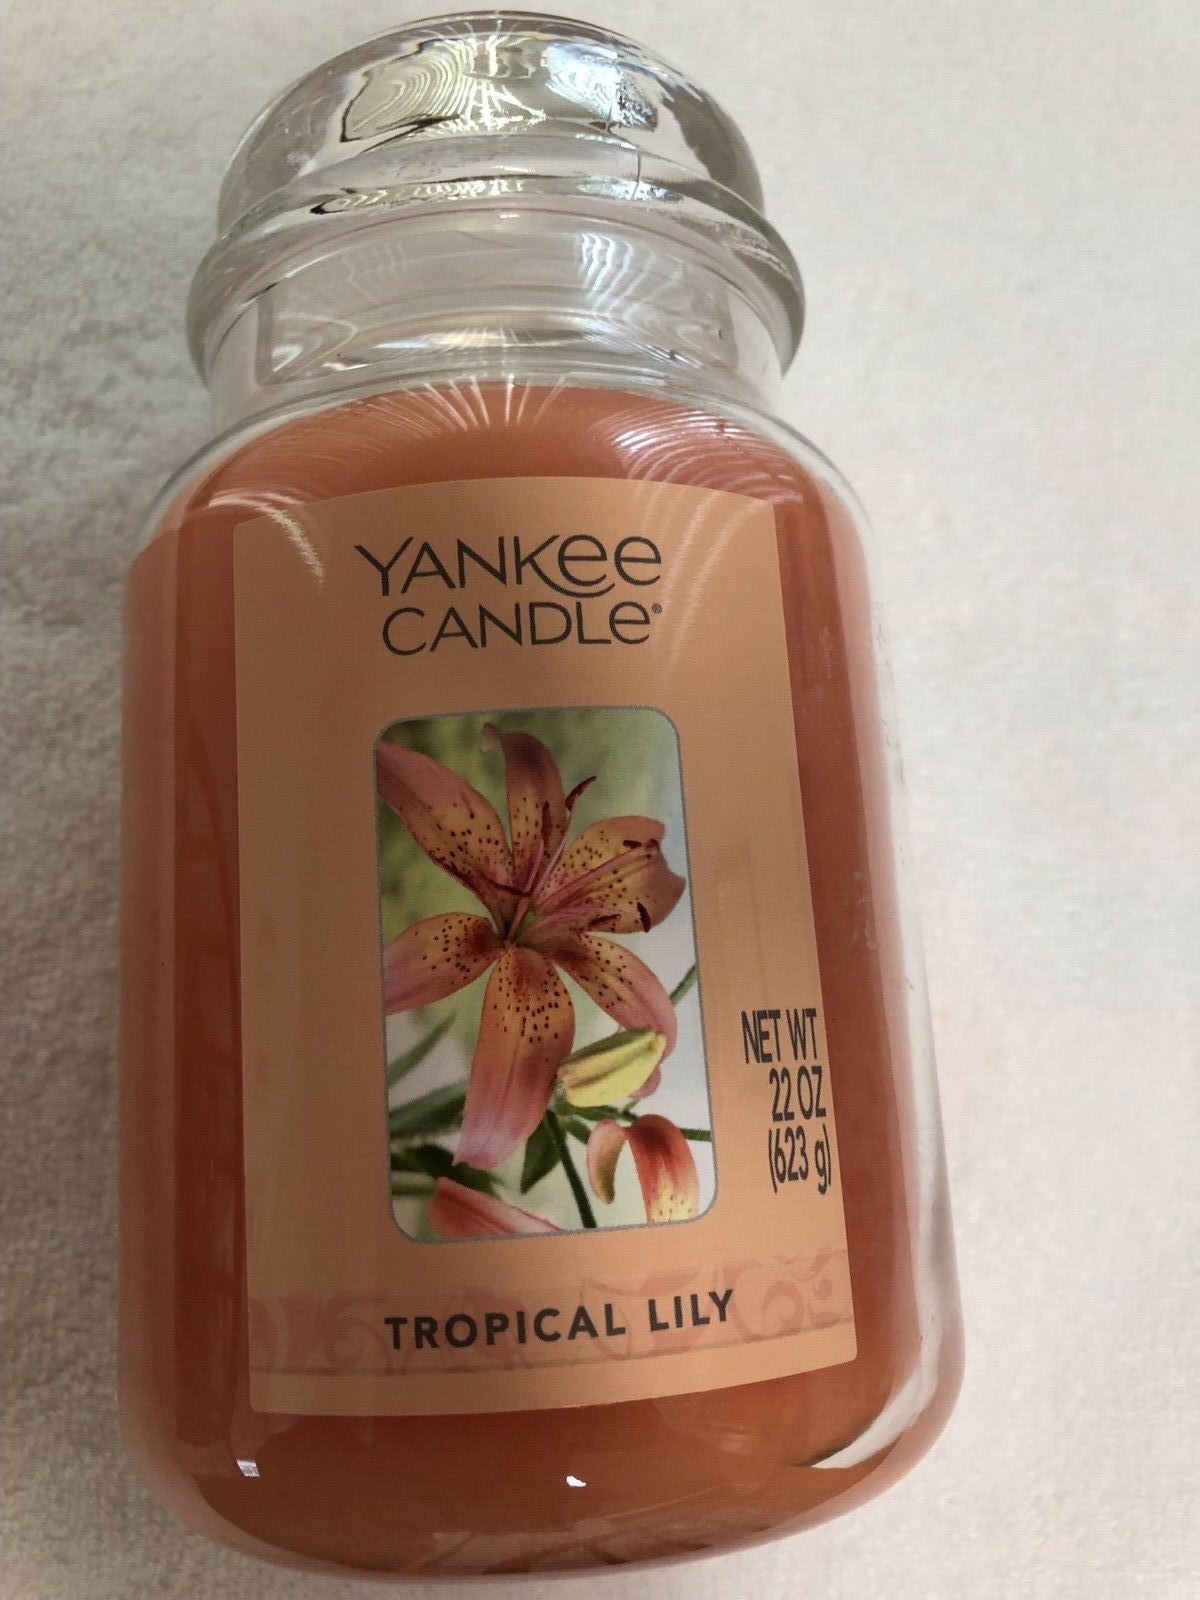 YANKEE
CANDLE®
NET WT
22 OZ
(623 g)
TROPICAL LILY